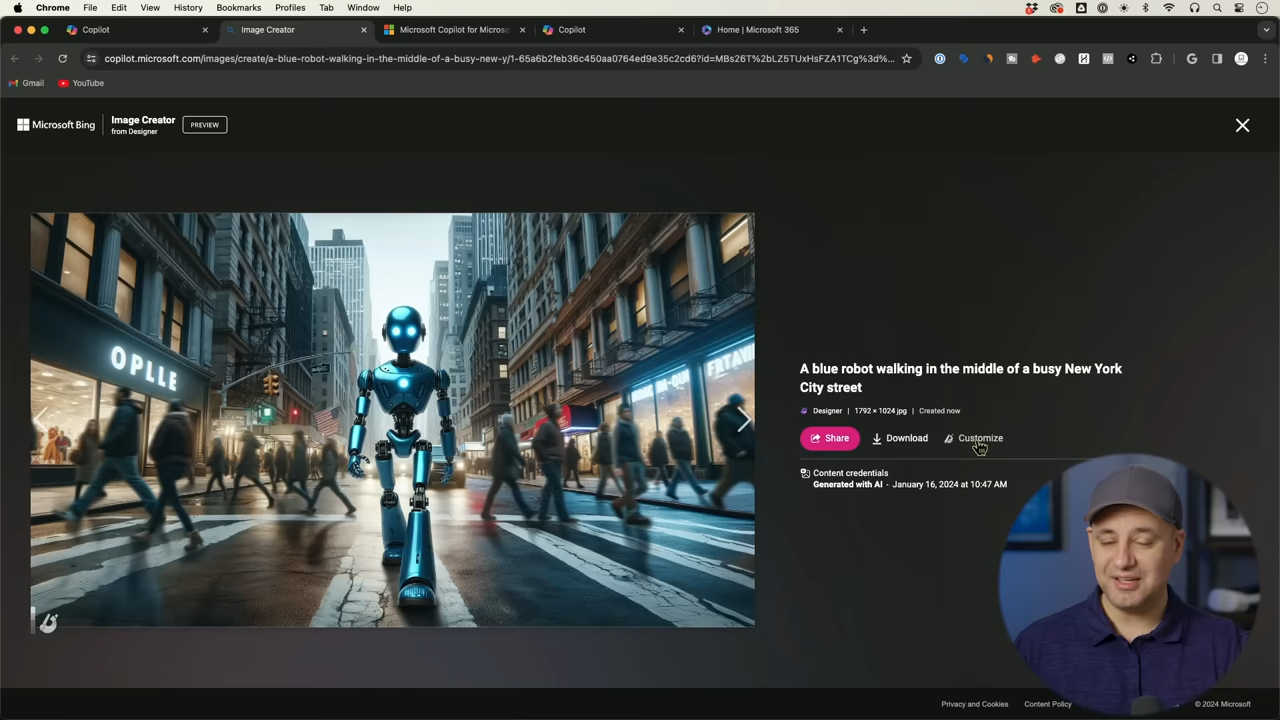 Chrome File Edit View History Bookmarks Profiles Tab Window Help
Copilot
Image Creator
Microsoft Copilot for Microso
Copilot
Home | Microsoft 365
copilot.microsoft.com/images/create/a-blue-robot-walking-in-the-middle-of-a-busy-new-y/1-65a6b2feb36c450aa0764ed9e35c2cd6?id=MBs26T%2bLZ5TUxHsFZA1TCg%3d%...
Gmail YouTube
Microsoft Bing
Image Creator
from Designer
PREVIEW
OPLLE
FRTAV
A blue robot walking in the middle of a busy New York
City street
Designer | 1792 × 1024 jpg | Created now
Share Download Customize
Content credentials
Generated with AI · January 16, 2024 at 10:47 AM
Privacy and Cookies Content Policy © 2024 Microsoft